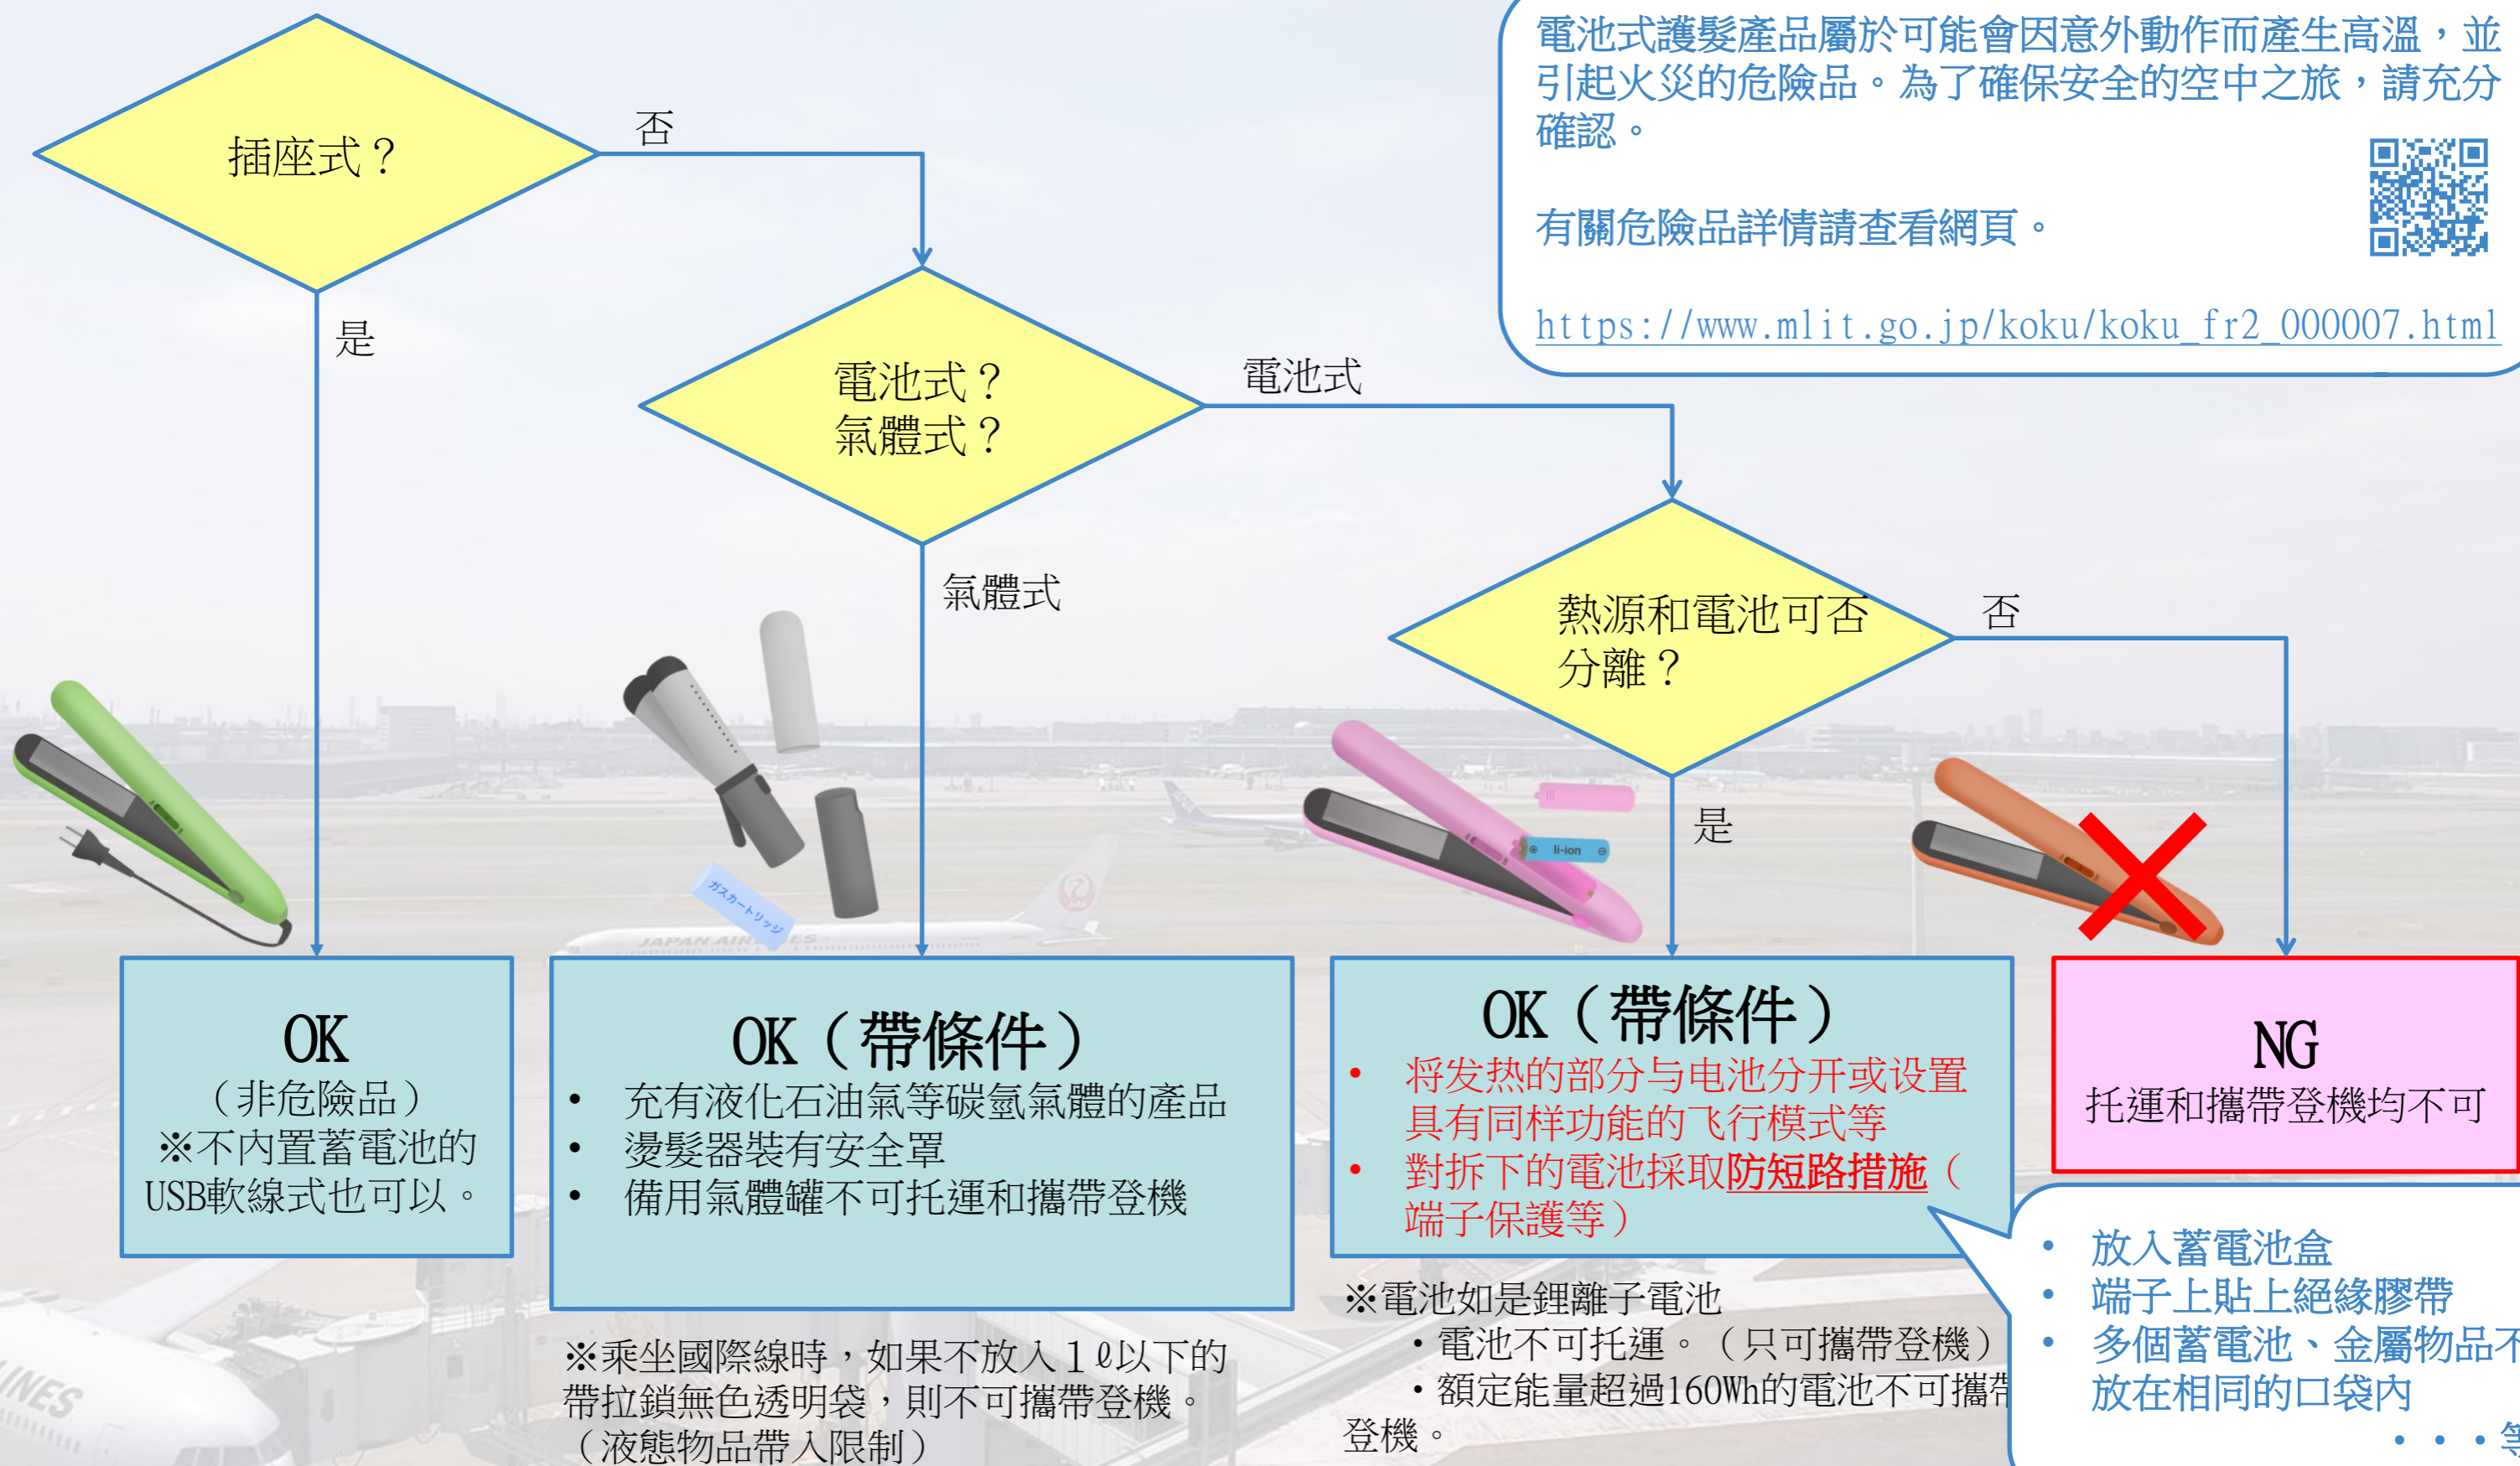 電池式護髮產品屬於可能會因意外動作而產生高溫，並
引起火災的危險品。為了確保安全的空中之旅，請充分
確認。
有關危險品詳情請查看網頁。
https://www.mlit.go.jp/koku/koku_fr2_000007.html
插座式？
否
是
電池式？
氣體式？
電池式
氣體式
熱源和電池可否
分離？
否
是
ガスカートリッジ
⊕ li-ion ⊖
JAPAN AIRLINES
OK
（非危險品）
※不內置蓄電池的
USB軟線式也可以。
OK（帶條件）
• 充有液化石油氣等碳氫氣體的產品
• 燙髮器裝有安全罩
• 備用氣體罐不可托運和攜帶登機
※乘坐國際線時，如果不放入１ℓ以下的
帶拉鎖無色透明袋，則不可攜帶登機。
（液態物品帶入限制）
OK（帶條件）
• 将发热的部分与电池分开或设置
具有同样功能的飞行模式等
• 對拆下的電池採取防短路措施（
端子保護等）
※電池如是鋰離子電池
・電池不可托運。（只可攜帶登機）
・額定能量超過160Wh的電池不可攜帶
登機。
NG
托運和攜帶登機均不可
• 放入蓄電池盒
• 端子上貼上絕緣膠帶
• 多個蓄電池、金屬物品不
放在相同的口袋內
・・・等
INES